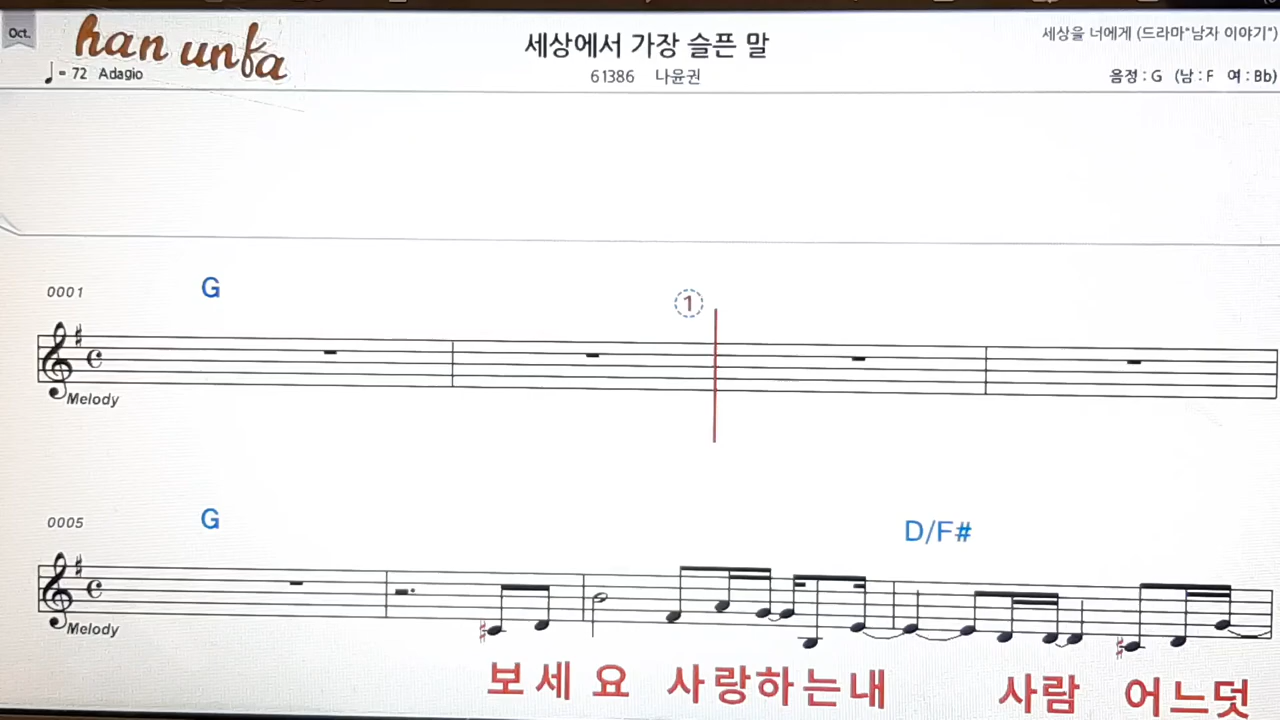 Oct.
han unfa
세상에서 가장 슬픈 말
세상을 너에게 (드라마"남자 이야기")
♩= 72 Adagio
61386 나윤권
음정 : G (남 : F 여 : Bb)
0001
G
1
Melody
0005
G
D/F#
Melody
보세 요 사랑하는내 사람 어느덧